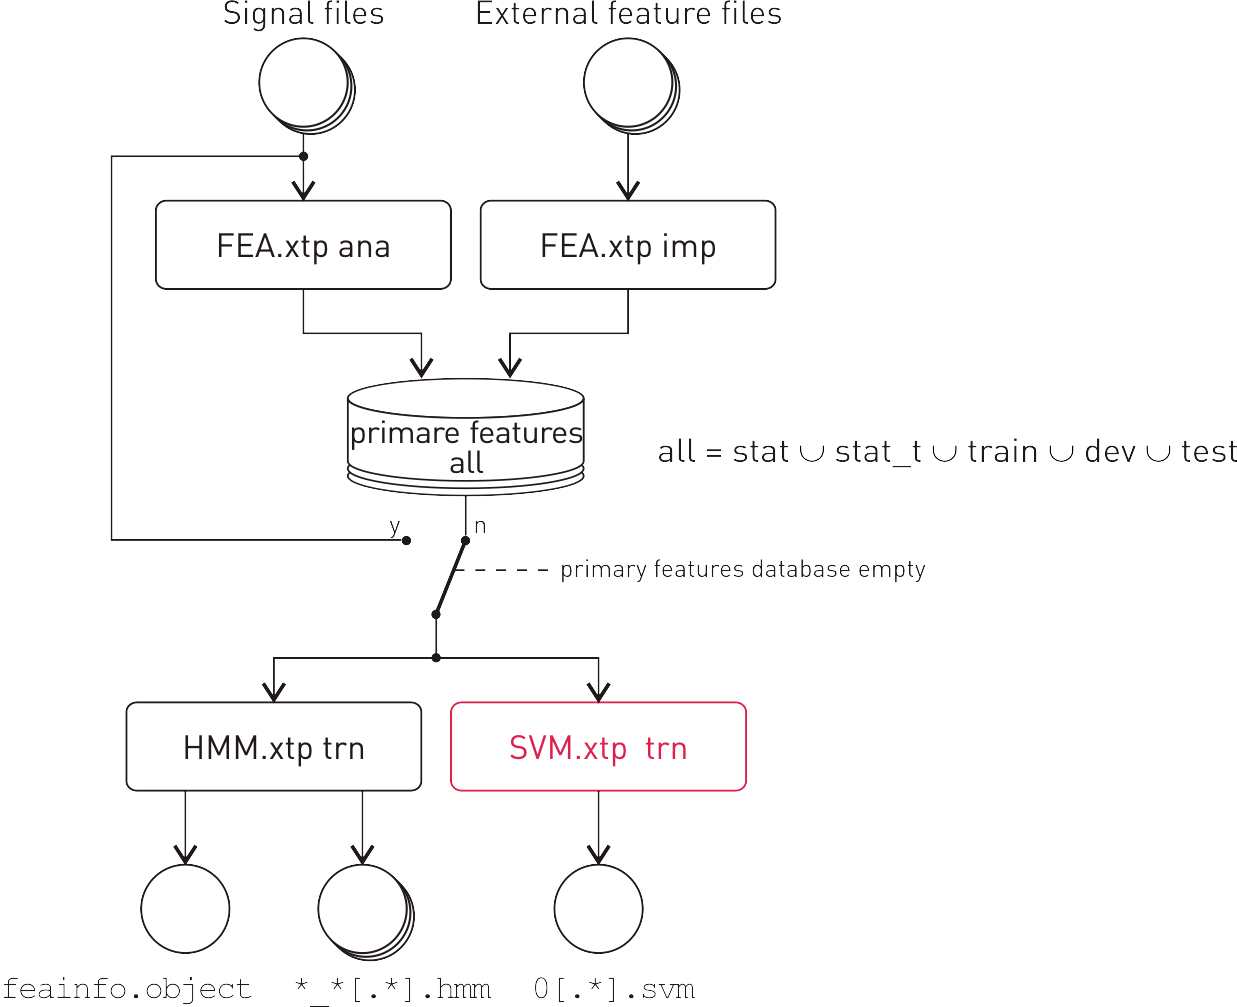 Signal files
External feature files
FEA.xtp ana
FEA.xtp imp
primare features
all
all = stat ∪ stat_t ∪ train ∪ dev ∪ test
y
n
primary features database empty
HMM.xtp trn
SVM.xtp trn
feainfo.object
*_*[.*].hmm
0[.*].svm